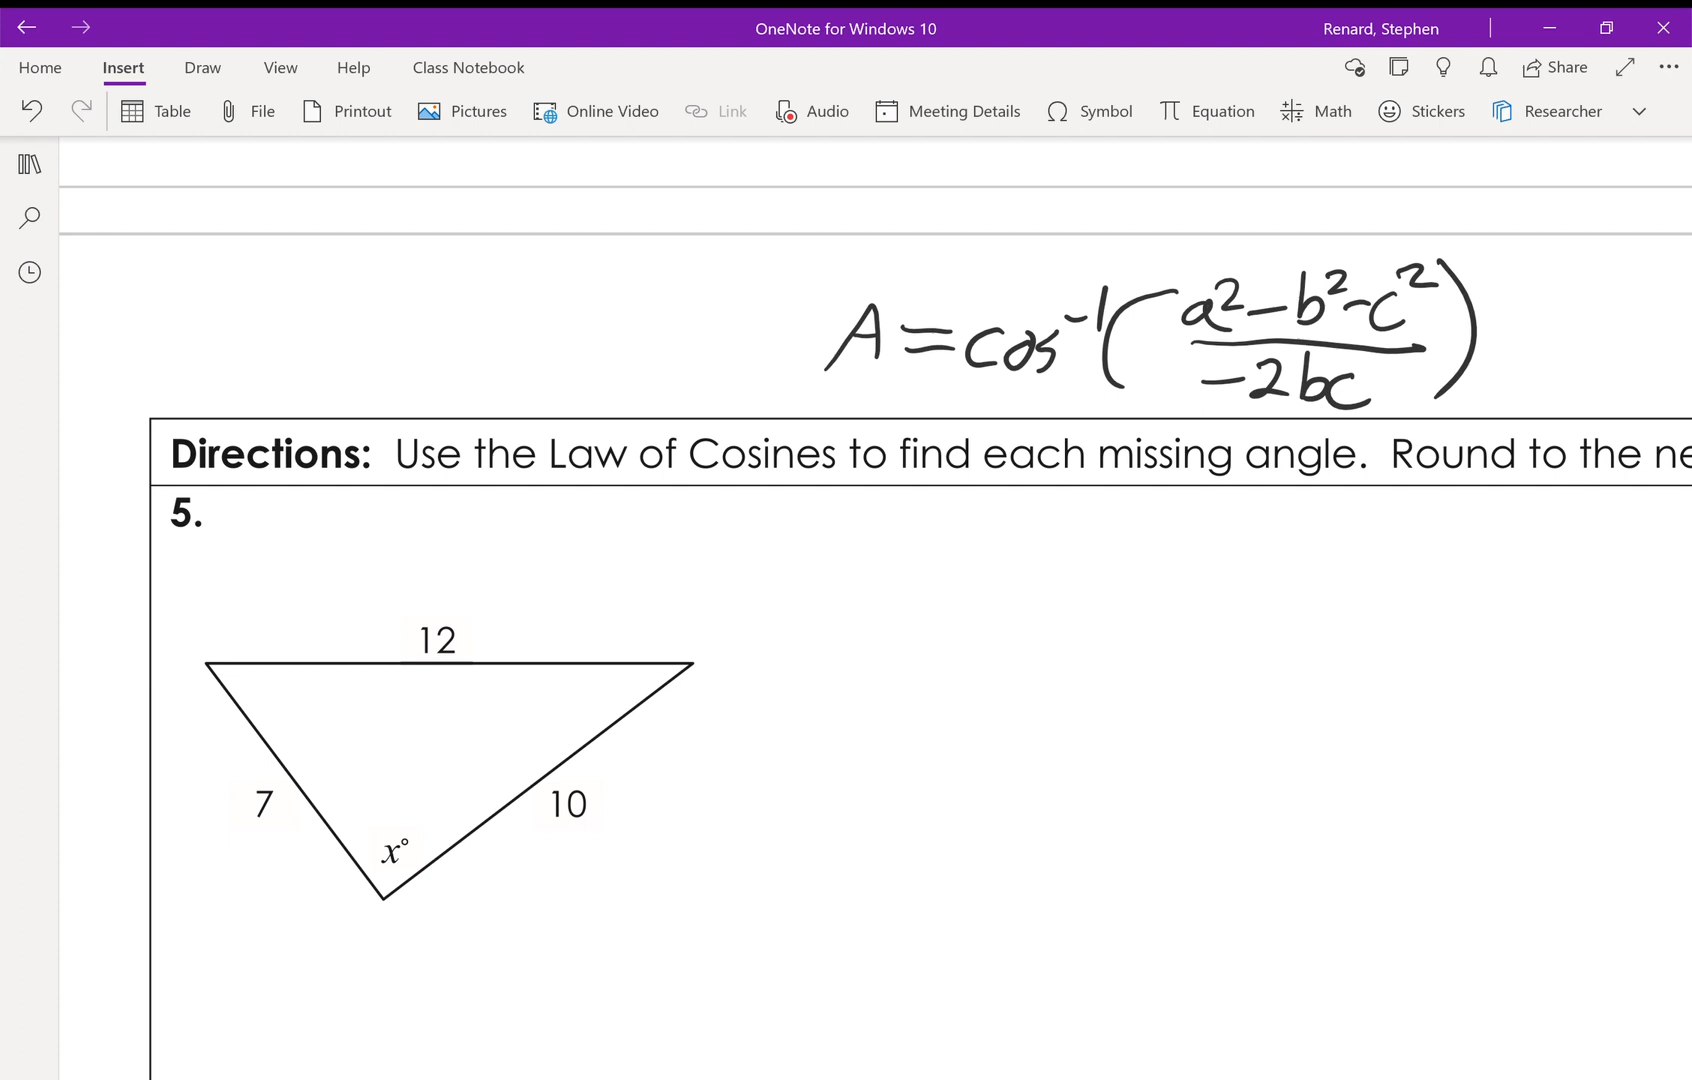 OneNote for Windows 10
Renard, Stephen
Home Insert Draw View Help Class Notebook Share
Table File Printout Pictures Online Video Link Audio Meeting Details Symbol Equation Math Stickers Researcher
A = cos⁻¹( a² - b² - c² / -2bc )
Directions: Use the Law of Cosines to find each missing angle. Round to the ne
5.
12
7
10
x°